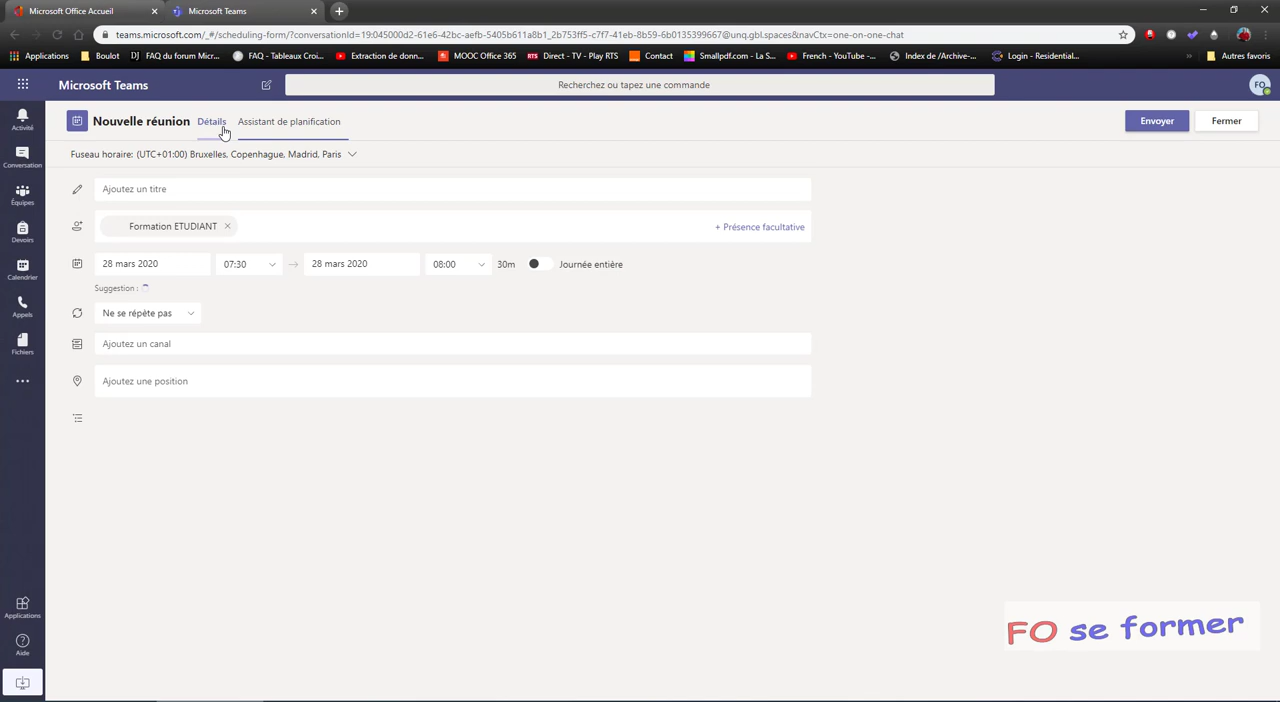 Microsoft Office Accueil
Microsoft Teams
teams.microsoft.com/_#/scheduling-form/?conversationId=19:045000d2-61e6-42bc-aefb-5405b611a8b1_2b753ff5-c7f7-41eb-8b59-6b0135399667@unq.gbl.spaces&navCtx=one-on-one-chat
Applications
Boulot
DJ FAQ du forum Micr...
FAQ - Tableaux Croi...
Extraction de donn...
MOOC Office 365
RTS Direct - TV - Play RTS
Contact
Smallpdf.com - La S...
French - YouTube -...
Index de /Archive-...
Login - Residential...
»
Autres favoris
Microsoft Teams
Recherchez ou tapez une commande
FO
Activité
Conversation
Équipes
Devoirs
Calendrier
Appels
Fichiers
Applications
Aide
Nouvelle réunion Détails Assistant de planification
Envoyer Fermer
Fuseau horaire: (UTC+01:00) Bruxelles, Copenhague, Madrid, Paris
Ajoutez un titre
Formation ETUDIANT
+ Présence facultative
28 mars 2020 07:30 28 mars 2020 08:00 30m Journée entière
Suggestion :
Ne se répète pas
Ajoutez un canal
Ajoutez une position
FO se former